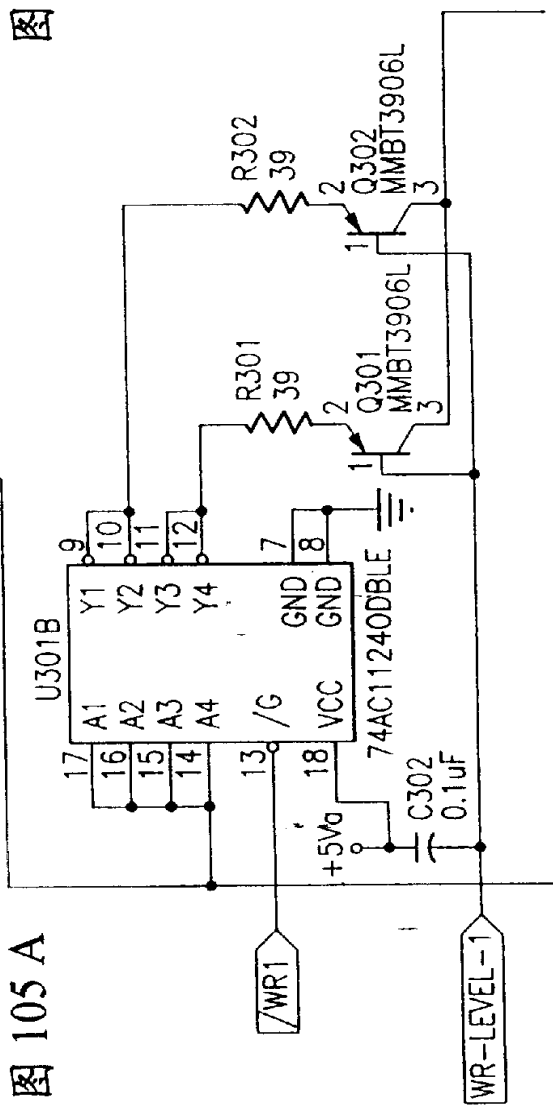 图 105 A
图
U301B
17 A1
16 A2
15 A3
14 A4
13 /G
18 VCC
Y1 9
Y2 10
Y3 11
Y4 12
GND 7
GND 8
74AC11240DBLE
+5Va
C302
0.1uF
/WR1
WR-LEVEL-1
R301
39
1
2
3
Q301
MMBT3906L
R302
39
1
2
3
Q302
MMBT3906L